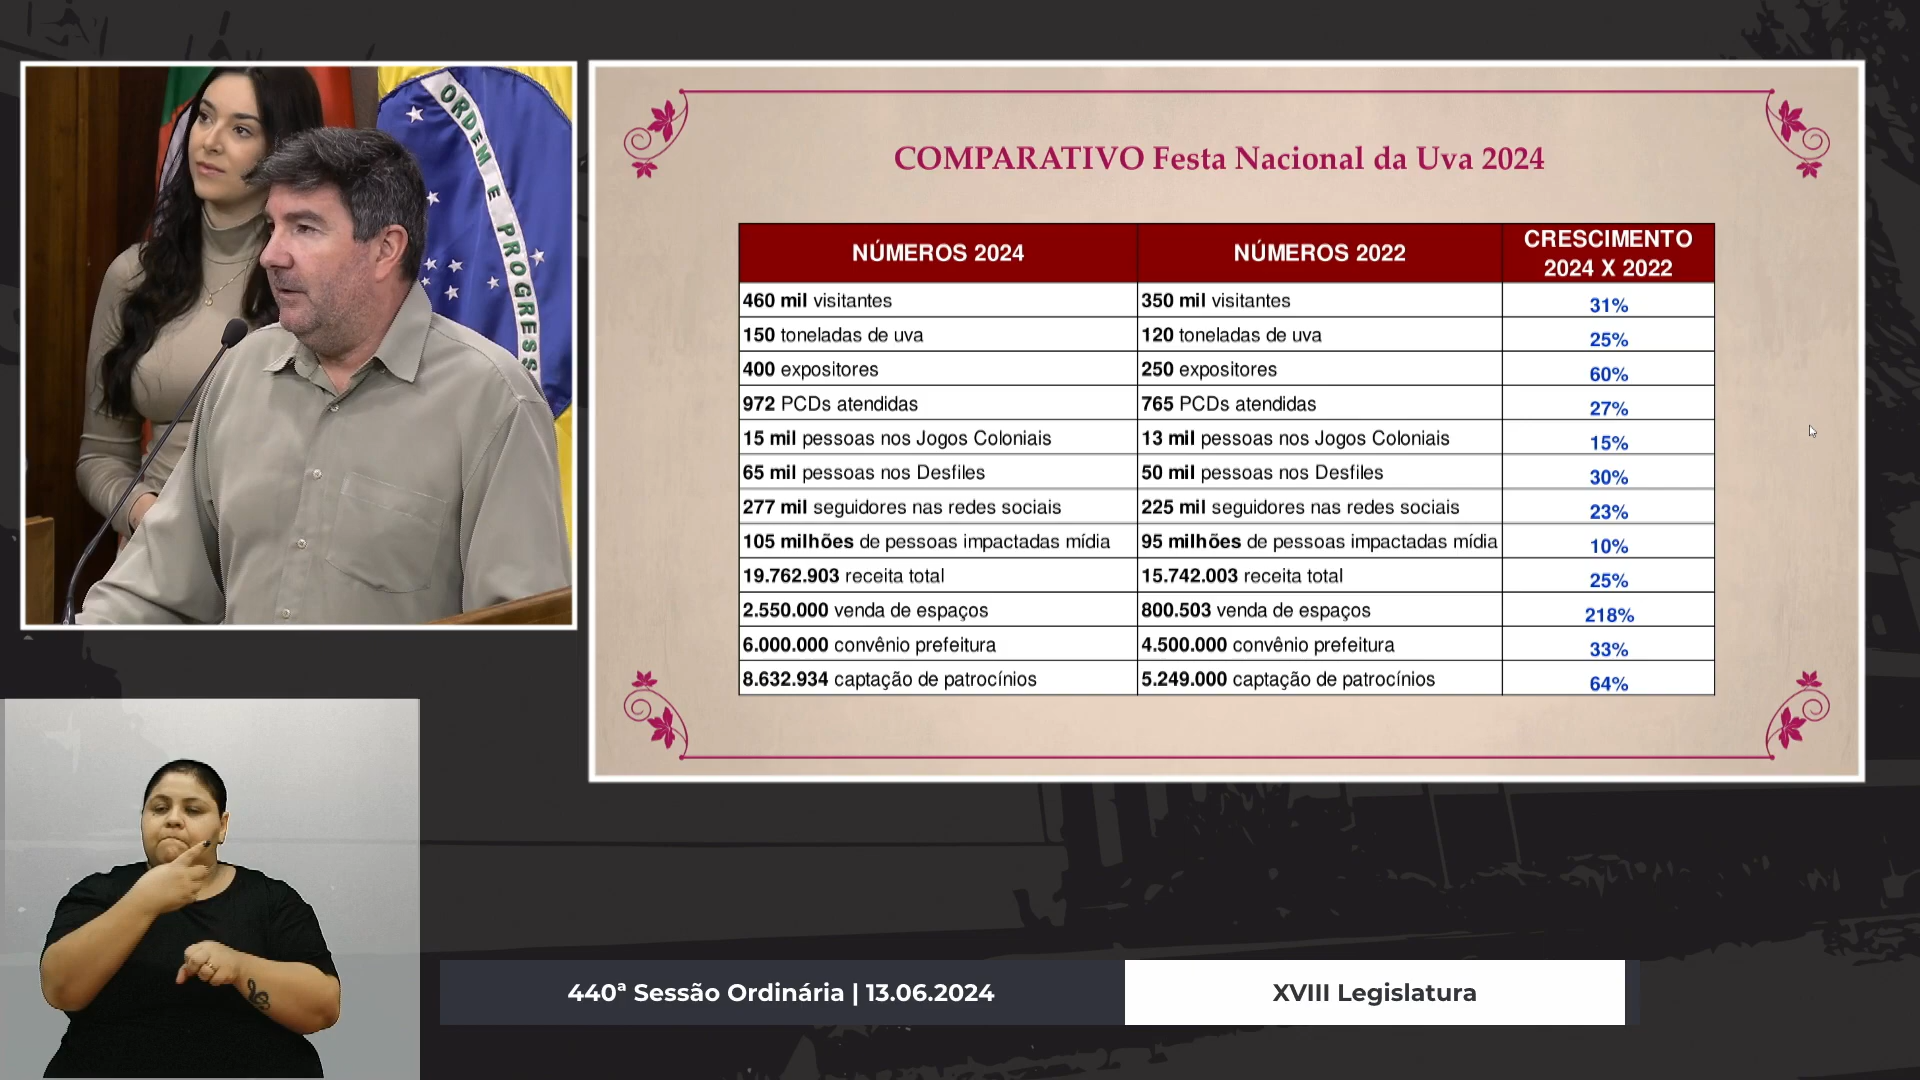 ORDEM E PROGRESS
COMPARATIVO Festa Nacional da Uva 2024
NÚMEROS 2024 NÚMEROS 2022 CRESCIMENTO 2024 X 2022
460 mil visitantes 350 mil visitantes 31%
150 toneladas de uva 120 toneladas de uva 25%
400 expositores 250 expositores 60%
972 PCDs atendidas 765 PCDs atendidas 27%
15 mil pessoas nos Jogos Coloniais 13 mil pessoas nos Jogos Coloniais 15%
65 mil pessoas nos Desfiles 50 mil pessoas nos Desfiles 30%
277 mil seguidores nas redes sociais 225 mil seguidores nas redes sociais 23%
105 milhões de pessoas impactadas mídia 95 milhões de pessoas impactadas mídia 10%
19.762.903 receita total 15.742.003 receita total 25%
2.550.000 venda de espaços 800.503 venda de espaços 218%
6.000.000 convênio prefeitura 4.500.000 convênio prefeitura 33%
8.632.934 captação de patrocínios 5.249.000 captação de patrocínios 64%
440ª Sessão Ordinária | 13.06.2024
XVIII Legislatura